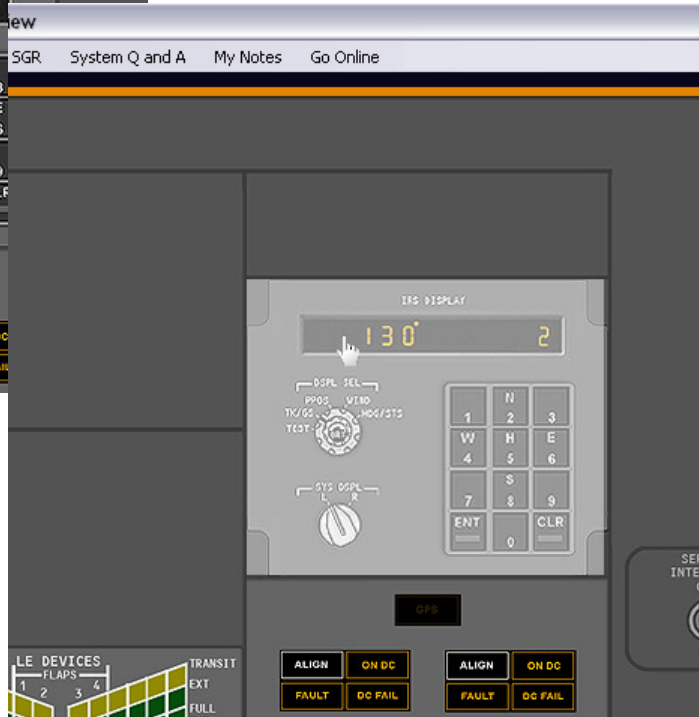 iew
SGR System Q and A My Notes Go Online
IRS DISPLAY
130° 2
DSPL SEL
PPOS WIND
TK/GS HDG/STS
TEST BRT
SYS DSPL
L R
1 N 2 3
W 4 H 5 E 6
7 S 8 9
ENT 0 CLR
GPS
ALIGN ON DC ALIGN ON DC
FAULT DC FAIL FAULT DC FAIL
LE DEVICES
FLAPS
1 2 3 4
TRANSIT
EXT
FULL
SE
INTE